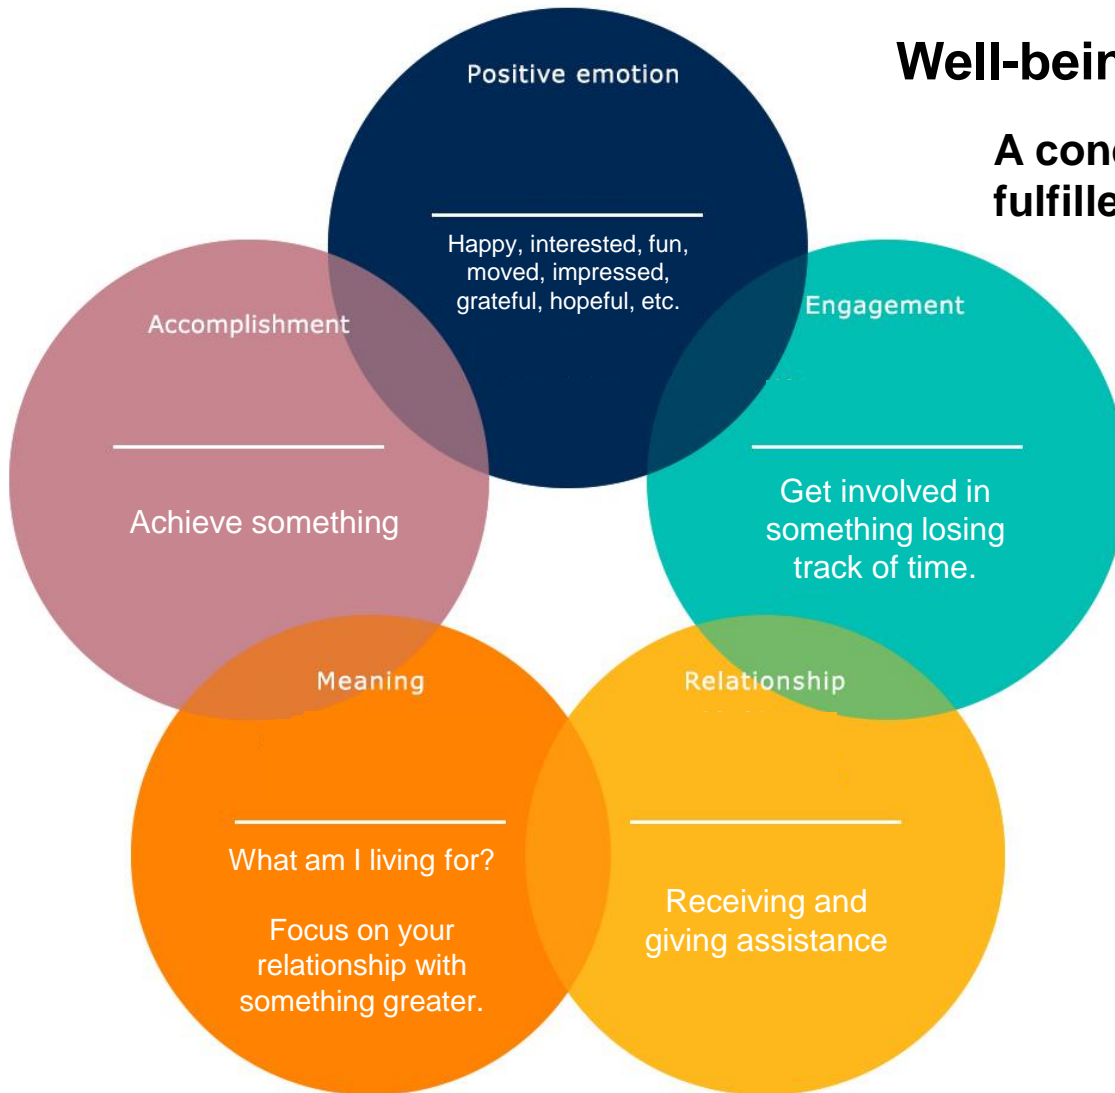 Well-bein
A conc
fulfille
Positive emotion
Happy, interested, fun,
moved, impressed,
grateful, hopeful, etc.
Accomplishment
Achieve something
Engagement
Get involved in
something losing
track of time.
Meaning
What am I living for?
Focus on your
relationship with
something greater.
Relationship
Receiving and
giving assistance